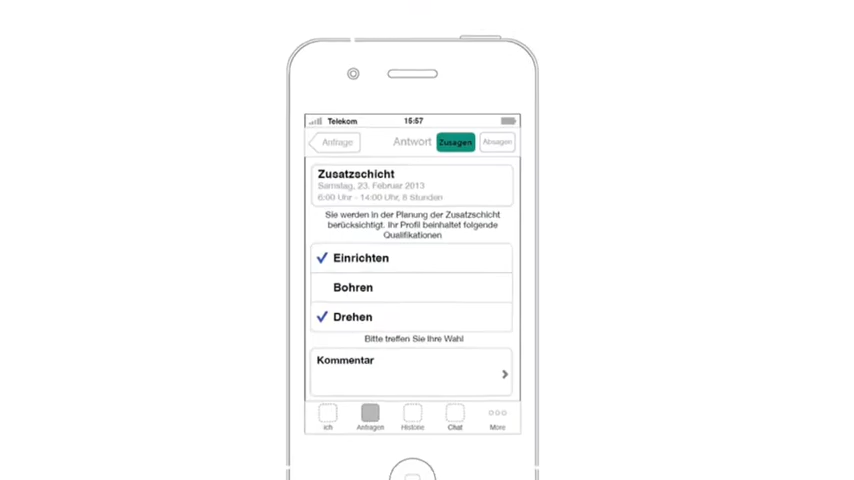 Telekom 15:57
Anfrage Antwort Zusagen Absagen
Zusatzschicht
Samstag, 23. Februar 2013
6:00 Uhr - 14:00 Uhr, 8 Stunden
Sie werden in der Planung der Zusatzschicht
berücksichtigt. Ihr Profil beinhaltet folgende
Qualifikationen
Einrichten
Bohren
Drehen
Bitte treffen Sie Ihre Wahl
Kommentar
Ich Anfragen Historie Chat More